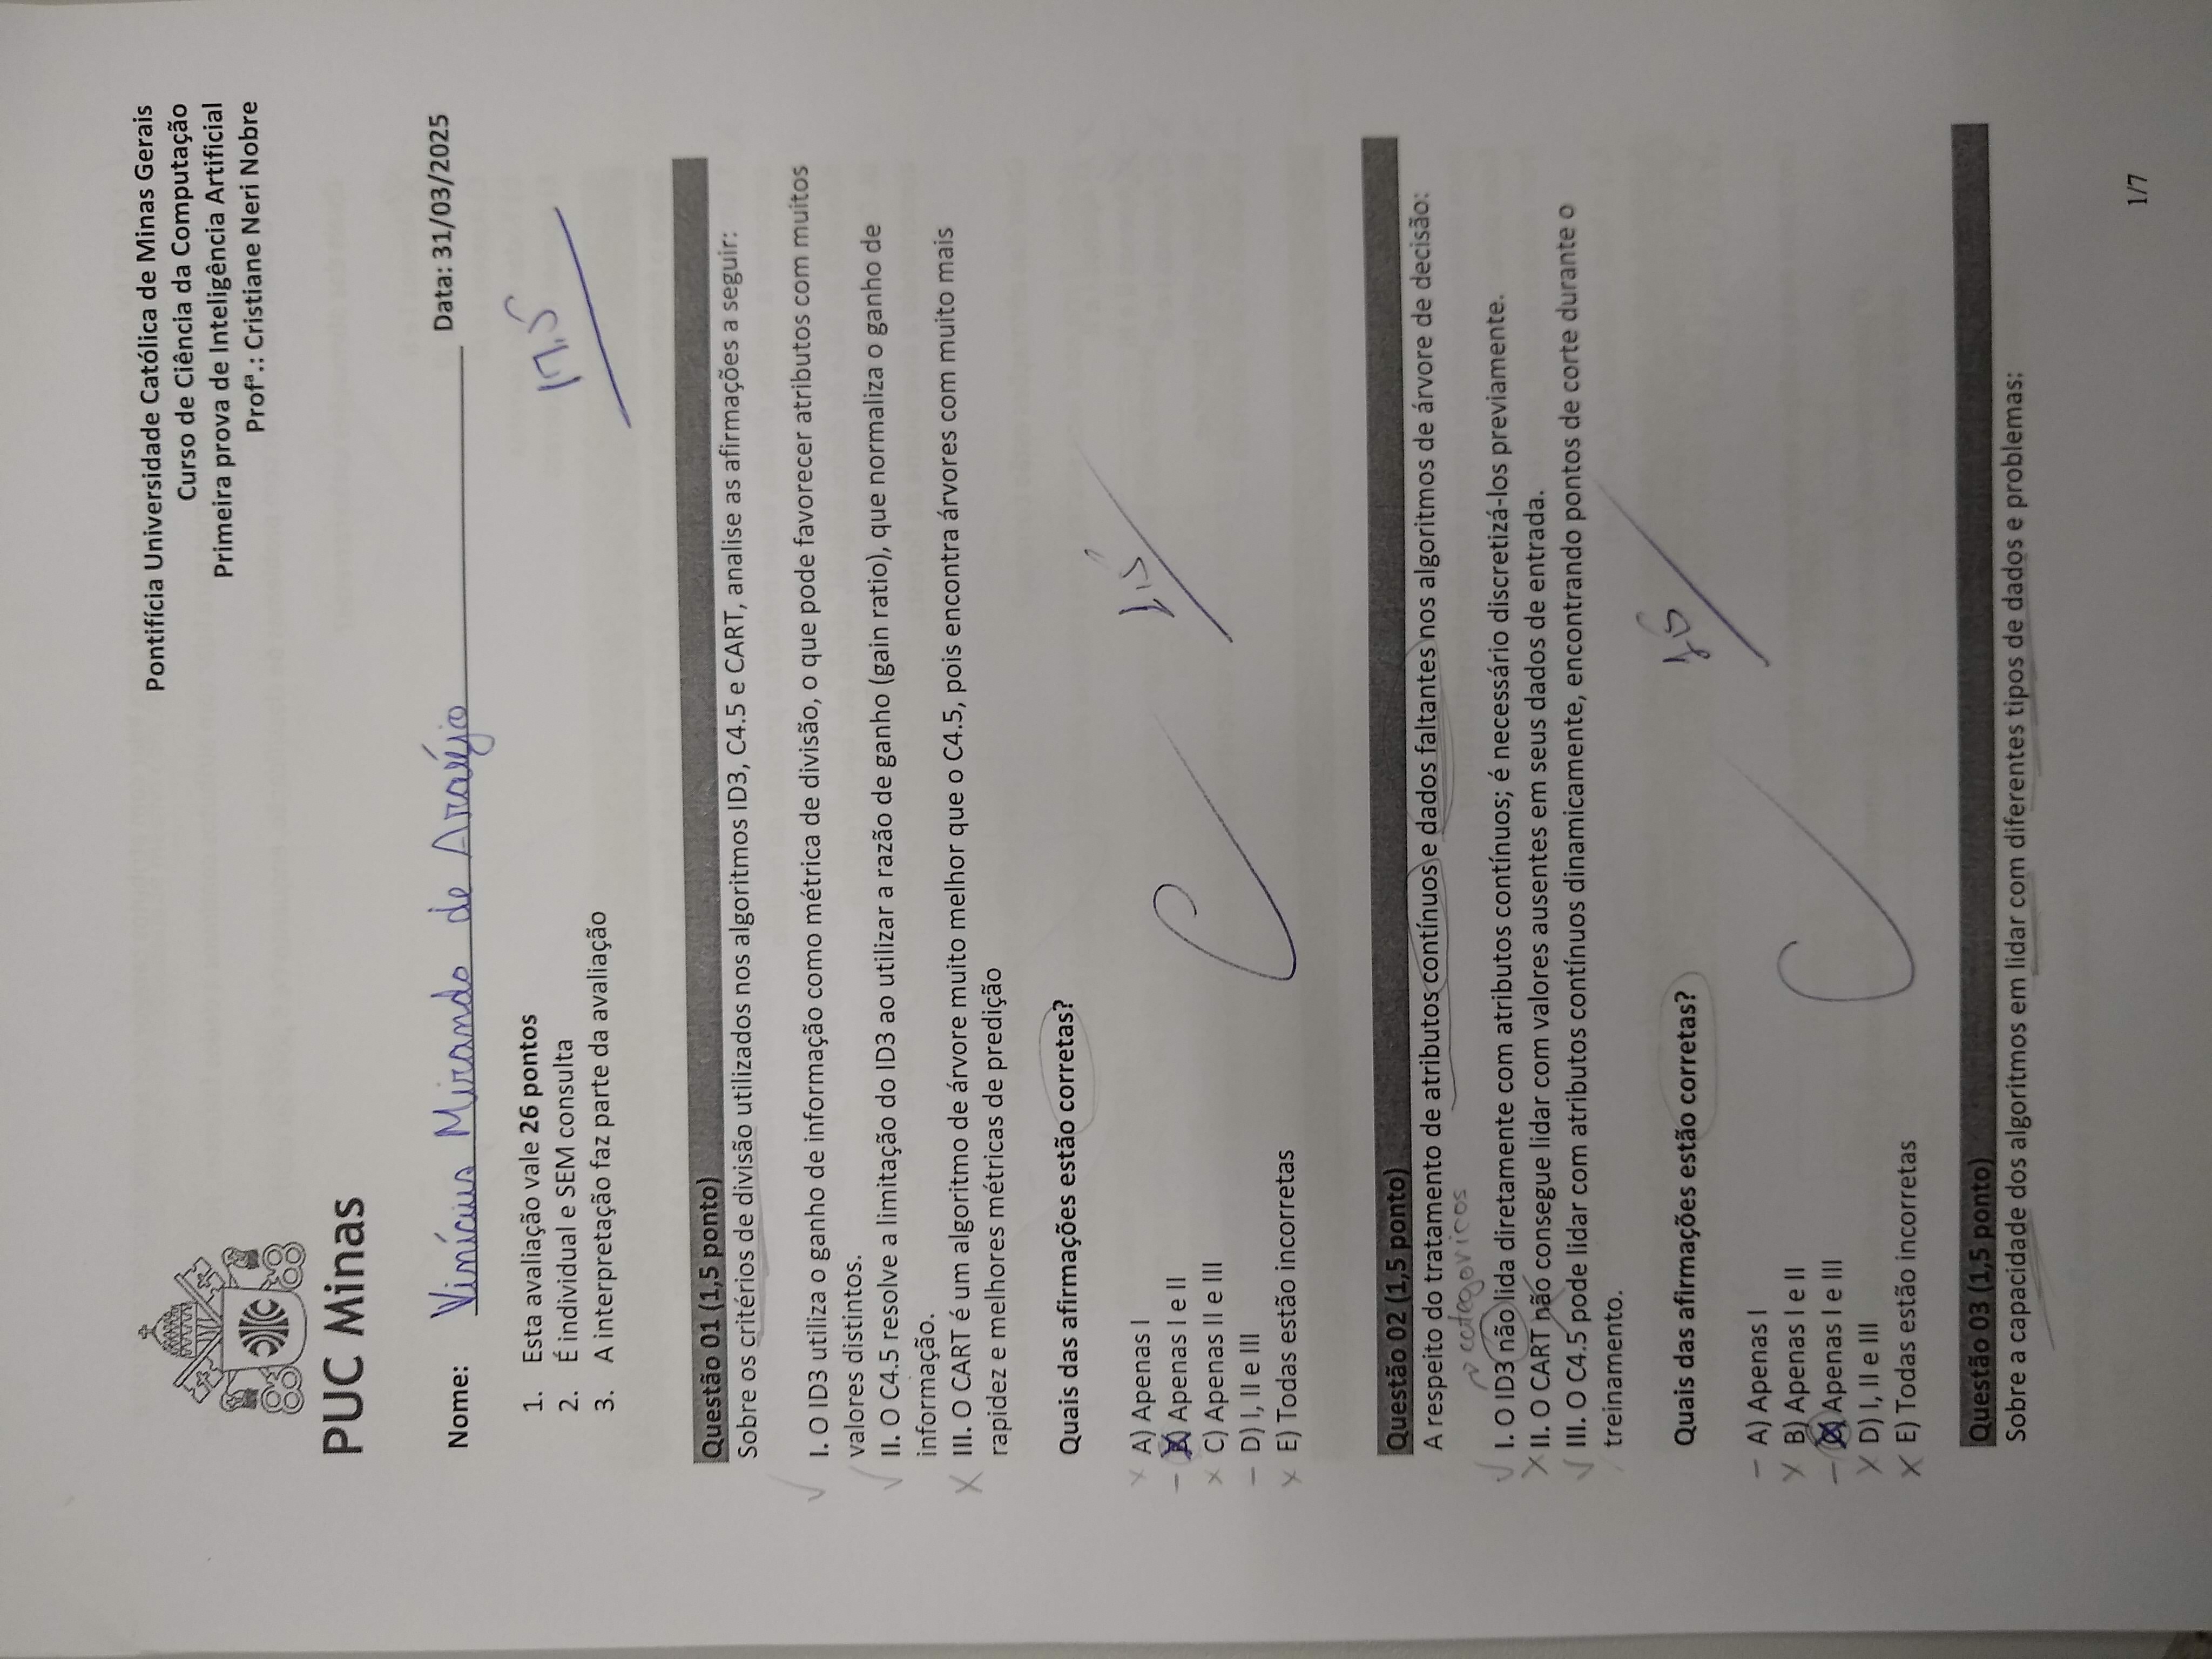 Pontifícia Universidade Católica de Minas Gerais
Curso de Ciência da Computação
Primeira prova de Inteligência Artificial
Profª.: Cristiane Neri Nobre
PUC Minas
Nome: Vinícius Miranda de Araújo Data: 31/03/2025
1. Esta avaliação vale 26 pontos
2. É individual e SEM consulta
3. A interpretação faz parte da avaliação
17,5
Questão 01 (1,5 ponto)
Sobre os critérios de divisão utilizados nos algoritmos ID3, C4.5 e CART, analise as afirmações a seguir:
I. O ID3 utiliza o ganho de informação como métrica de divisão, o que pode favorecer atributos com muitos
valores distintos.
II. O C4.5 resolve a limitação do ID3 ao utilizar a razão de ganho (gain ratio), que normaliza o ganho de
informação.
III. O CART é um algoritmo de árvore muito melhor que o C4.5, pois encontra árvores com muito mais
rapidez e melhores métricas de predição
Quais das afirmações estão corretas?
1,5
A) Apenas I
B) Apenas I e II
C) Apenas II e III
D) I, II e III
E) Todas estão incorretas
Questão 02 (1,5 ponto)
A respeito do tratamento de atributos contínuos e dados faltantes nos algoritmos de árvore de decisão:
categoricos
I. O ID3 não lida diretamente com atributos contínuos; é necessário discretizá-los previamente.
II. O CART não consegue lidar com valores ausentes em seus dados de entrada.
III. O C4.5 pode lidar com atributos contínuos dinamicamente, encontrando pontos de corte durante o
treinamento.
Quais das afirmações estão corretas?
1,5
A) Apenas I
B) Apenas I e II
C) Apenas I e III
D) I, II e III
E) Todas estão incorretas
Questão 03 (1,5 ponto)
Sobre a capacidade dos algoritmos em lidar com diferentes tipos de dados e problemas:
1/7